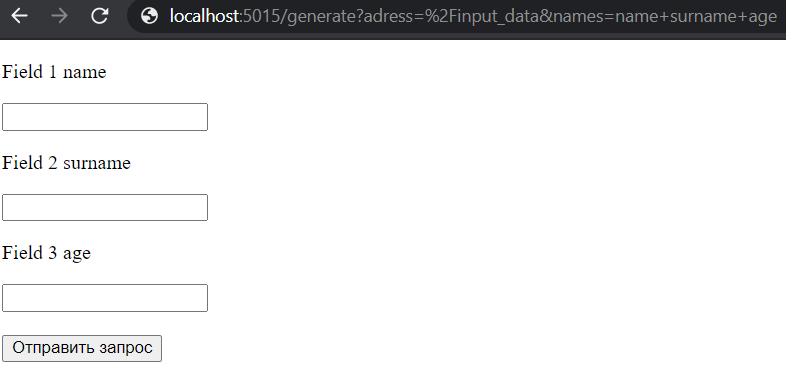 localhost:5015/generate?adress=%2Finput_data&names=name+surname+age
Field 1 name
Field 2 surname
Field 3 age
Отправить запрос